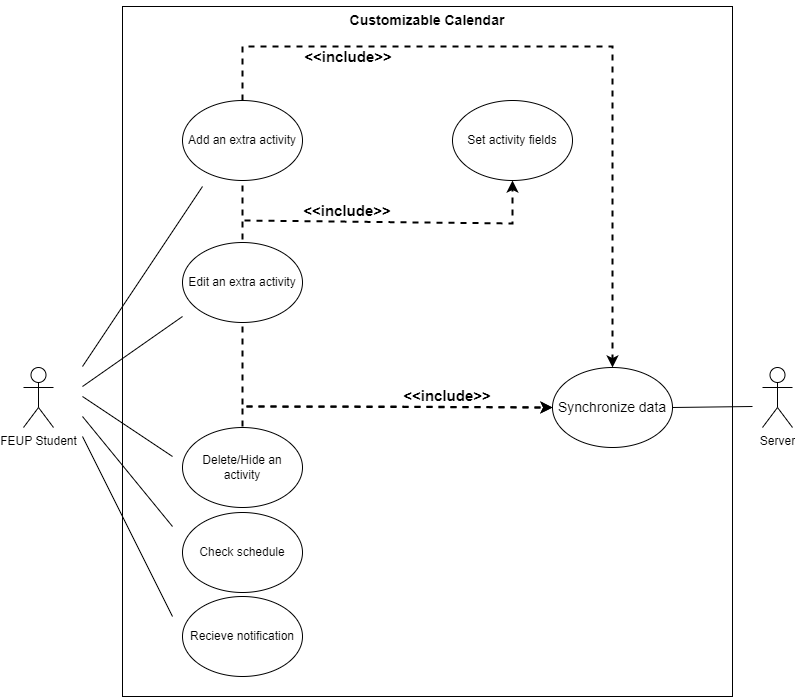 Customizable Calendar
<<include>>
Add an extra activity
Set activity fields
<<include>>
Edit an extra activity
<<include>>
Synchronize data
FEUP Student
Server
Delete/Hide an
activity
Check schedule
Recieve notification